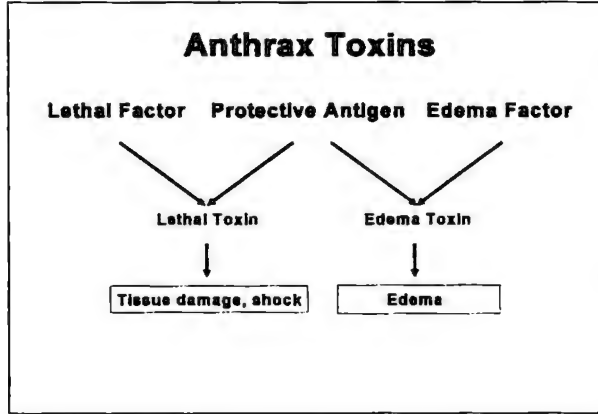 Anthrax Toxins
Lethal Factor Protective Antigen Edema Factor
Lethal Toxin Edema Toxin
Tissue damage, shock Edema